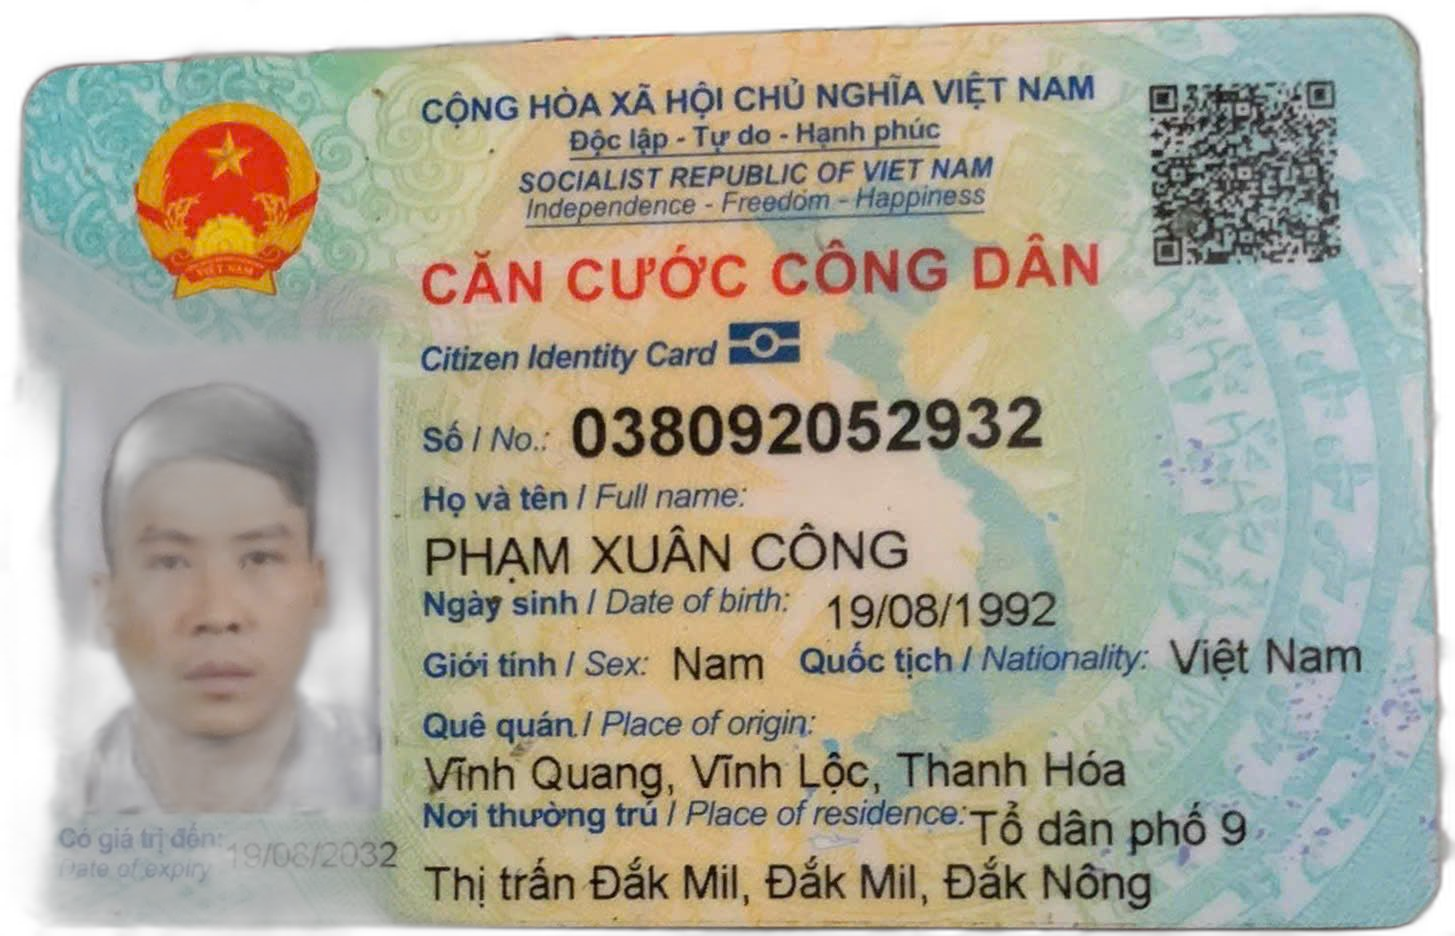 CỘNG HÒA XÃ HỘI CHỦ NGHĨA VIỆT NAM
Độc lập - Tự do - Hạnh phúc
SOCIALIST REPUBLIC OF VIET NAM
Independence - Freedom - Happiness
CĂN CƯỚC CÔNG DÂN
Citizen Identity Card
VIỆT NAM
Số / No.: 038092052932
Họ và tên / Full name:
PHẠM XUÂN CÔNG
Ngày sinh / Date of birth: 19/08/1992
Giới tính / Sex: Nam Quốc tịch / Nationality: Việt Nam
Quê quán / Place of origin:
Vĩnh Quang, Vĩnh Lộc, Thanh Hóa
Nơi thường trú / Place of residence: Tổ dân phố 9
Thị trấn Đắk Mil, Đắk Mil, Đắk Nông
Có giá trị đến: 19/08/2032
Date of expiry